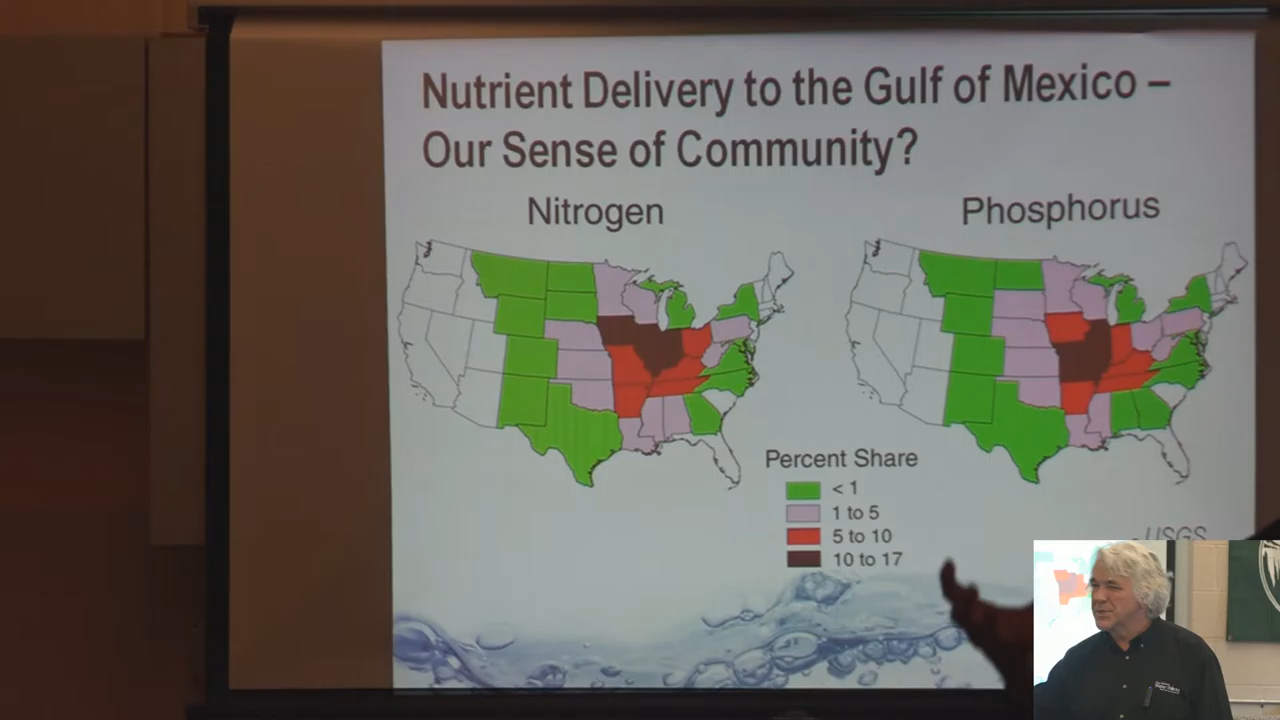 Nutrient Delivery to the Gulf of Mexico –
Our Sense of Community?
Nitrogen
Phosphorus
Percent Share
< 1
1 to 5
5 to 10
10 to 17
- USGS